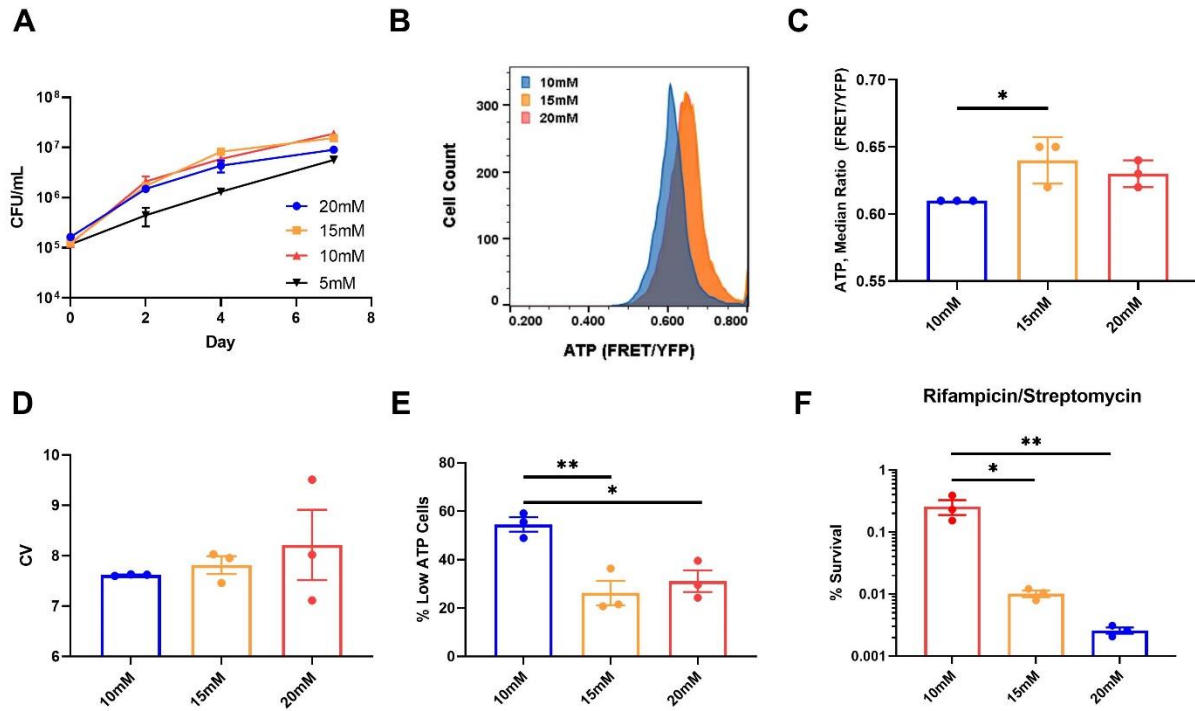 A
10⁸
10⁷
10⁶
10⁵
10⁴
CFU/mL
0 2 4 6 8
Day
20mM
15mM
10mM
5mM
B
300
200
100
0
Cell Count
0.200 0.400 0.600 0.800
ATP (FRET/YFP)
10mM
15mM
20mM
C
0.70
0.65
0.60
0.55
ATP, Median Ratio (FRET/YFP)
*
10mM 15mM 20mM
D
10
9
8
7
6
CV
10mM 15mM 20mM
E
80
60
40
20
0
% Low ATP Cells
**
*
10mM 15mM 20mM
F
Rifampicin/Streptomycin
1
0.1
0.01
0.001
% Survival
**
*
10mM 15mM 20mM